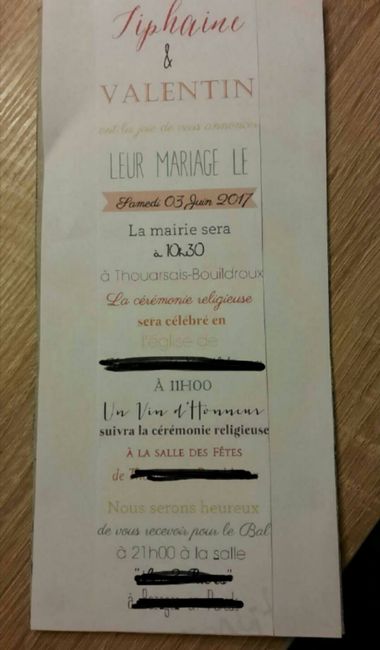 Tiphaine
&
VALENTIN
ont la joie de vous annoncer
LEUR MARIAGE LE
Samedi 03 Juin 2017
La mairie sera
à 10h30
à Thouarsais-Bouildroux
La cérémonie religieuse
sera célébré en
l'église de
À 11H00
Un Vin d'Honneur
suivra la cérémonie religieuse
À LA SALLE DES FÊTES
de
Nous serons heureux
de vous recevoir pour le Bal
à 21h00 à la salle
à